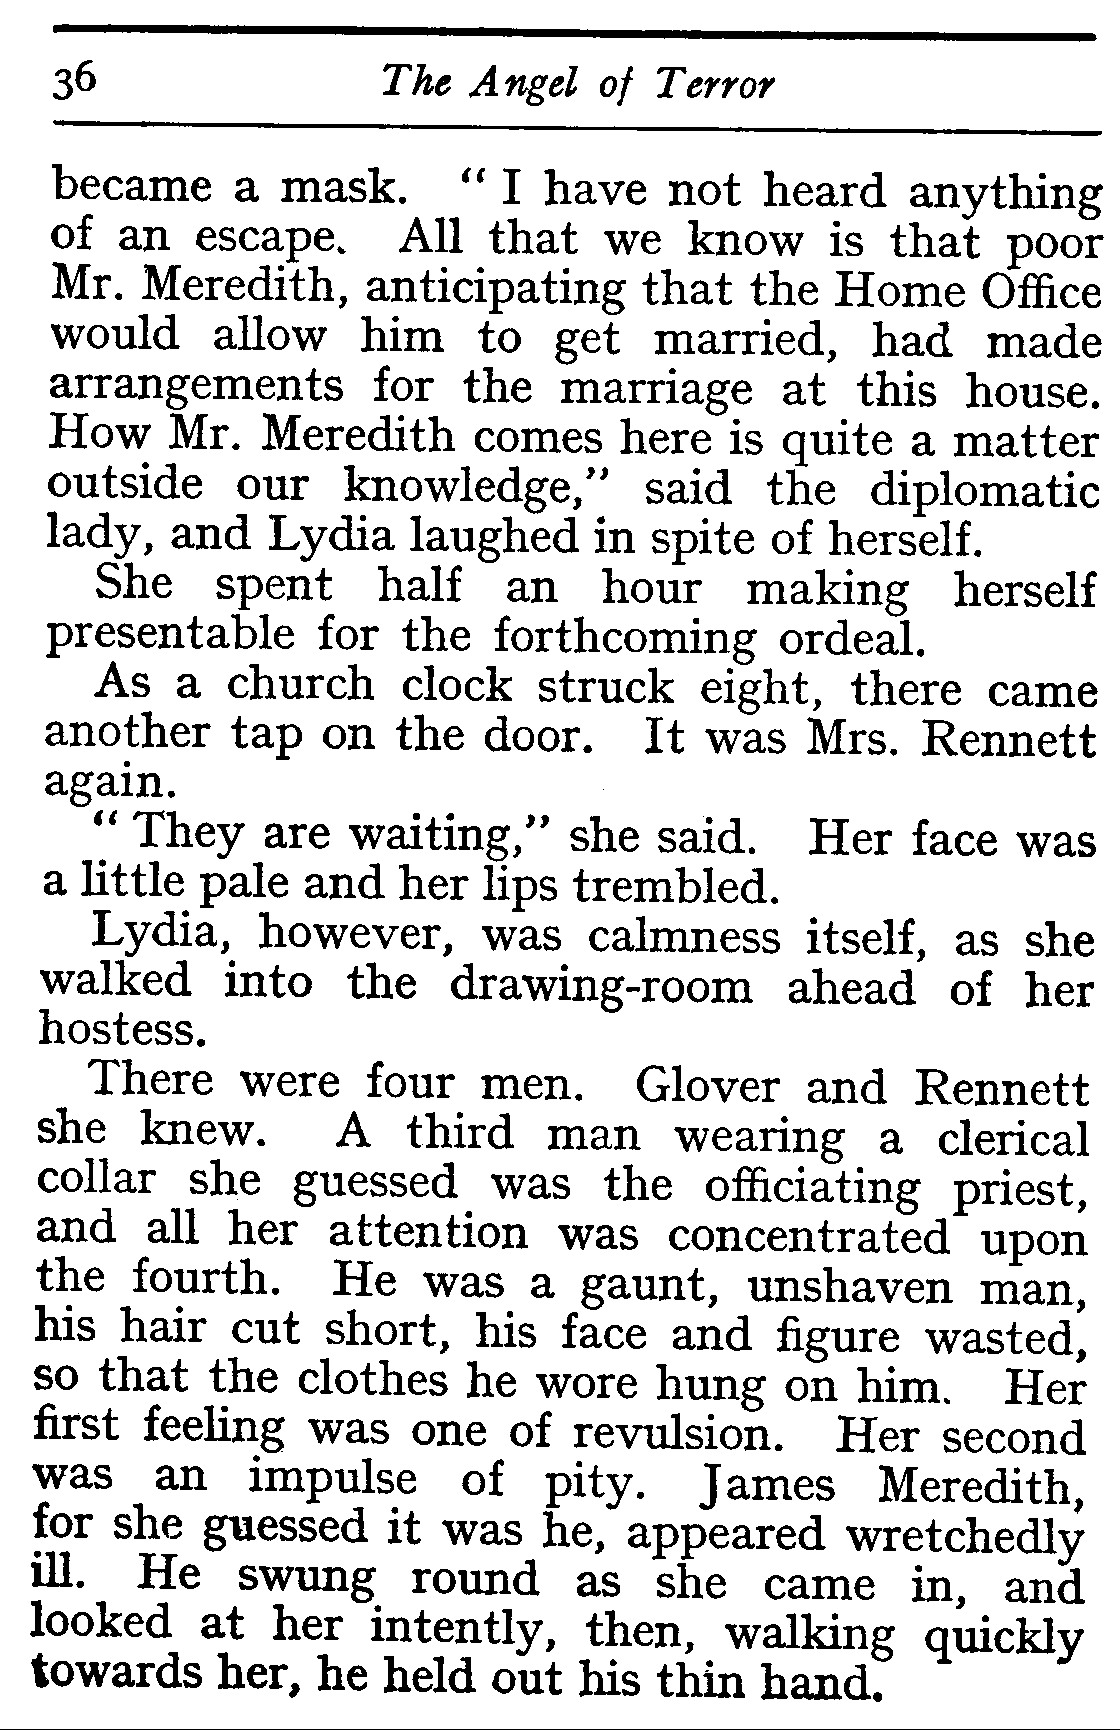 36
The Angel of Terror
became a mask. “ I have not heard anything
of an escape. All that we know is that poor
Mr. Meredith, anticipating that the Home Office
would allow him to get married, had made
arrangements for the marriage at this house.
How Mr. Meredith comes here is quite a matter
outside our knowledge,” said the diplomatic
lady, and Lydia laughed in spite of herself.
She spent half an hour making herself
presentable for the forthcoming ordeal.
As a church clock struck eight, there came
another tap on the door. It was Mrs. Rennett
again.
“ They are waiting,” she said. Her face was
a little pale and her lips trembled.
Lydia, however, was calmness itself, as she
walked into the drawing-room ahead of her
hostess.
There were four men. Glover and Rennett
she knew. A third man wearing a clerical
collar she guessed was the officiating priest,
and all her attention was concentrated upon
the fourth. He was a gaunt, unshaven man,
his hair cut short, his face and figure wasted,
so that the clothes he wore hung on him. Her
first feeling was one of revulsion. Her second
was an impulse of pity. James Meredith,
for she guessed it was he, appeared wretchedly
ill. He swung round as she came in, and
looked at her intently, then, walking quickly
towards her, he held out his thin hand.